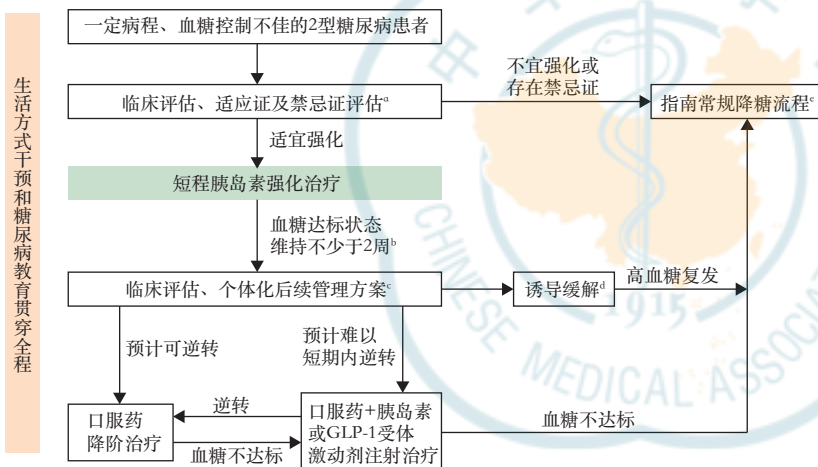 生活方式干预和糖尿病教育贯穿全程
一定病程、血糖控制不佳的2型糖尿病患者
不宜强化或
存在禁忌证
临床评估、适应证及禁忌证评估a
指南常规降糖流程e
适宜强化
短程胰岛素强化治疗
血糖达标状态
维持不少于2周b
临床评估、个体化后续管理方案c
诱导缓解d
高血糖复发
预计可逆转
预计难以
短期内逆转
口服药
降阶治疗
逆转
血糖不达标
口服药+胰岛素
或GLP-1受体
激动剂注射治疗
血糖不达标
CHINESE MEDICAL ASSOC
1915